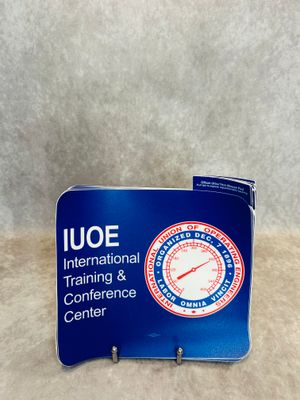 IUOE
International
Training &
Conference
Center
INTERNATIONAL UNION OF OPERATING ENGINEERS
ORGANIZED DEC. 7, 1896
LABOR OMNIA VINCIT